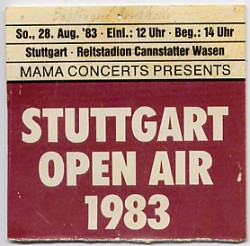 So., 28. Aug. '83 · Einl.: 12 Uhr · Beg.: 14 Uhr
Stuttgart · Reitstadion Cannstatter Wasen
MAMA CONCERTS PRESENTS
STUTTGART
OPEN AIR
1983